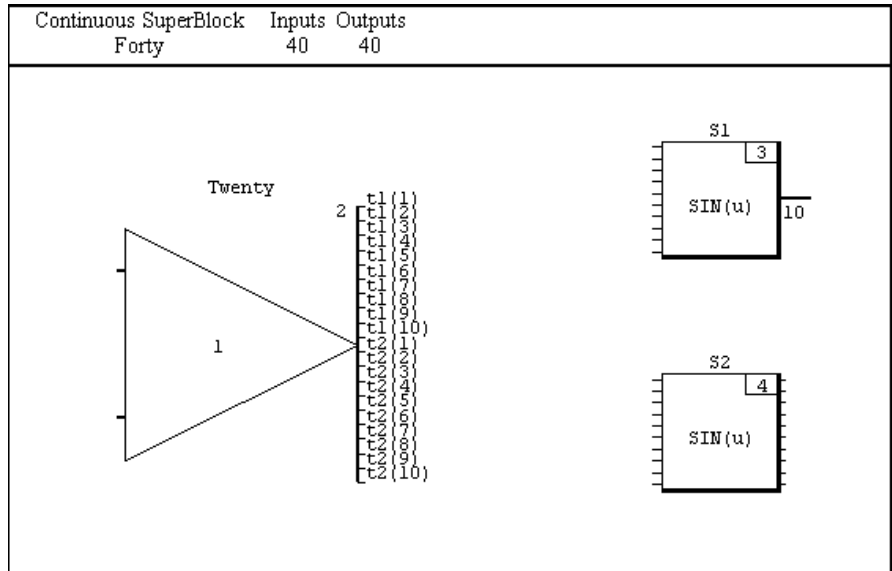 Continuous SuperBlock Inputs Outputs
Forty 40 40
Twenty
1
2
t1(1)
t1(2)
t1(3)
t1(4)
t1(5)
t1(6)
t1(7)
t1(8)
t1(9)
t1(10)
t2(1)
t2(2)
t2(3)
t2(4)
t2(5)
t2(6)
t2(7)
t2(8)
t2(9)
t2(10)
S1
3
SIN(u)
10
S2
4
SIN(u)